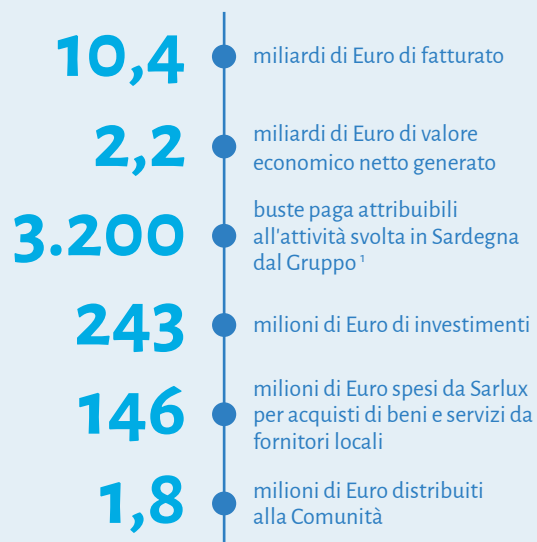 10,4
miliardi di Euro di fatturato
2,2
miliardi di Euro di valore
economico netto generato
3.200
buste paga attribuibili
all'attività svolta in Sardegna
dal Gruppo ¹
243
milioni di Euro di investimenti
146
milioni di Euro spesi da Sarlux
per acquisti di beni e servizi da
fornitori locali
1,8
milioni di Euro distribuiti
alla Comunità